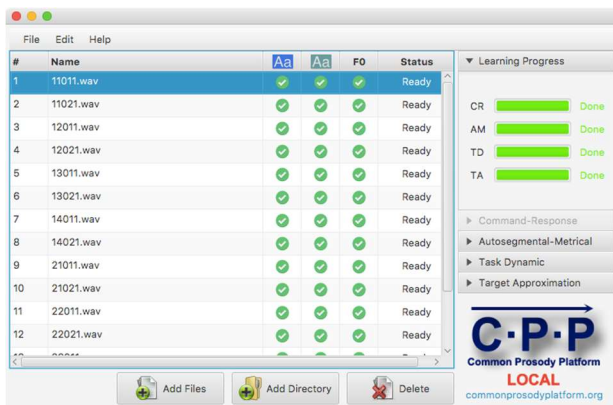 File Edit Help
# Name Aa Aa F0 Status
1 11011.wav Ready
2 11021.wav Ready
3 12011.wav Ready
4 12021.wav Ready
5 13011.wav Ready
6 13021.wav Ready
7 14011.wav Ready
8 14021.wav Ready
9 21011.wav Ready
10 21021.wav Ready
11 22011.wav Ready
12 22021.wav Ready
Add Files Add Directory Delete
Learning Progress
CR Done
AM Done
TD Done
TA Done
Command-Response
Autosegmental-Metrical
Task Dynamic
Target Approximation
C·P·P
Common Prosody Platform
LOCAL
commonprosodyplatform.org